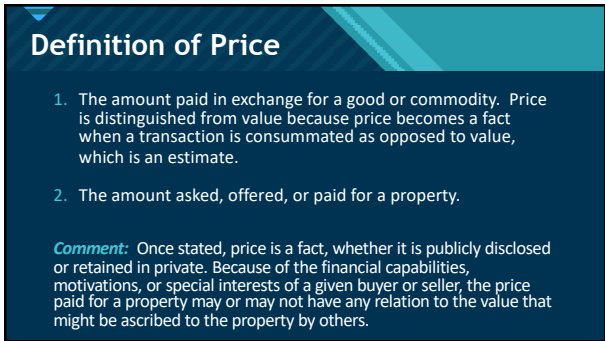 Definition of Price
1. The amount paid in exchange for a good or commodity. Price
is distinguished from value because price becomes a fact
when a transaction is consummated as opposed to value,
which is an estimate.
2. The amount asked, offered, or paid for a property.
Comment: Once stated, price is a fact, whether it is publicly disclosed
or retained in private. Because of the financial capabilities,
motivations, or special interests of a given buyer or seller, the price
paid for a property may or may not have any relation to the value that
might be ascribed to the property by others.